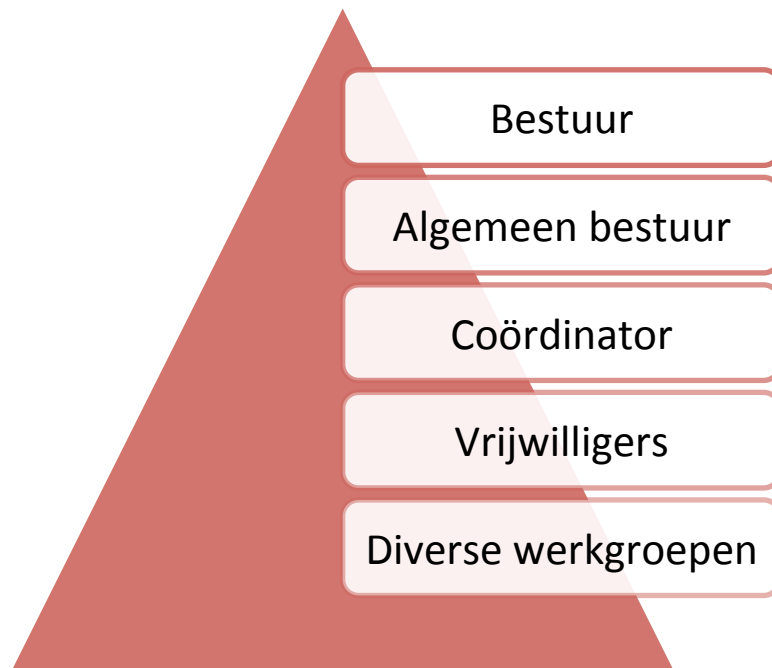 Bestuur
Algemeen bestuur
Coördinator
Vrijwilligers
Diverse werkgroepen